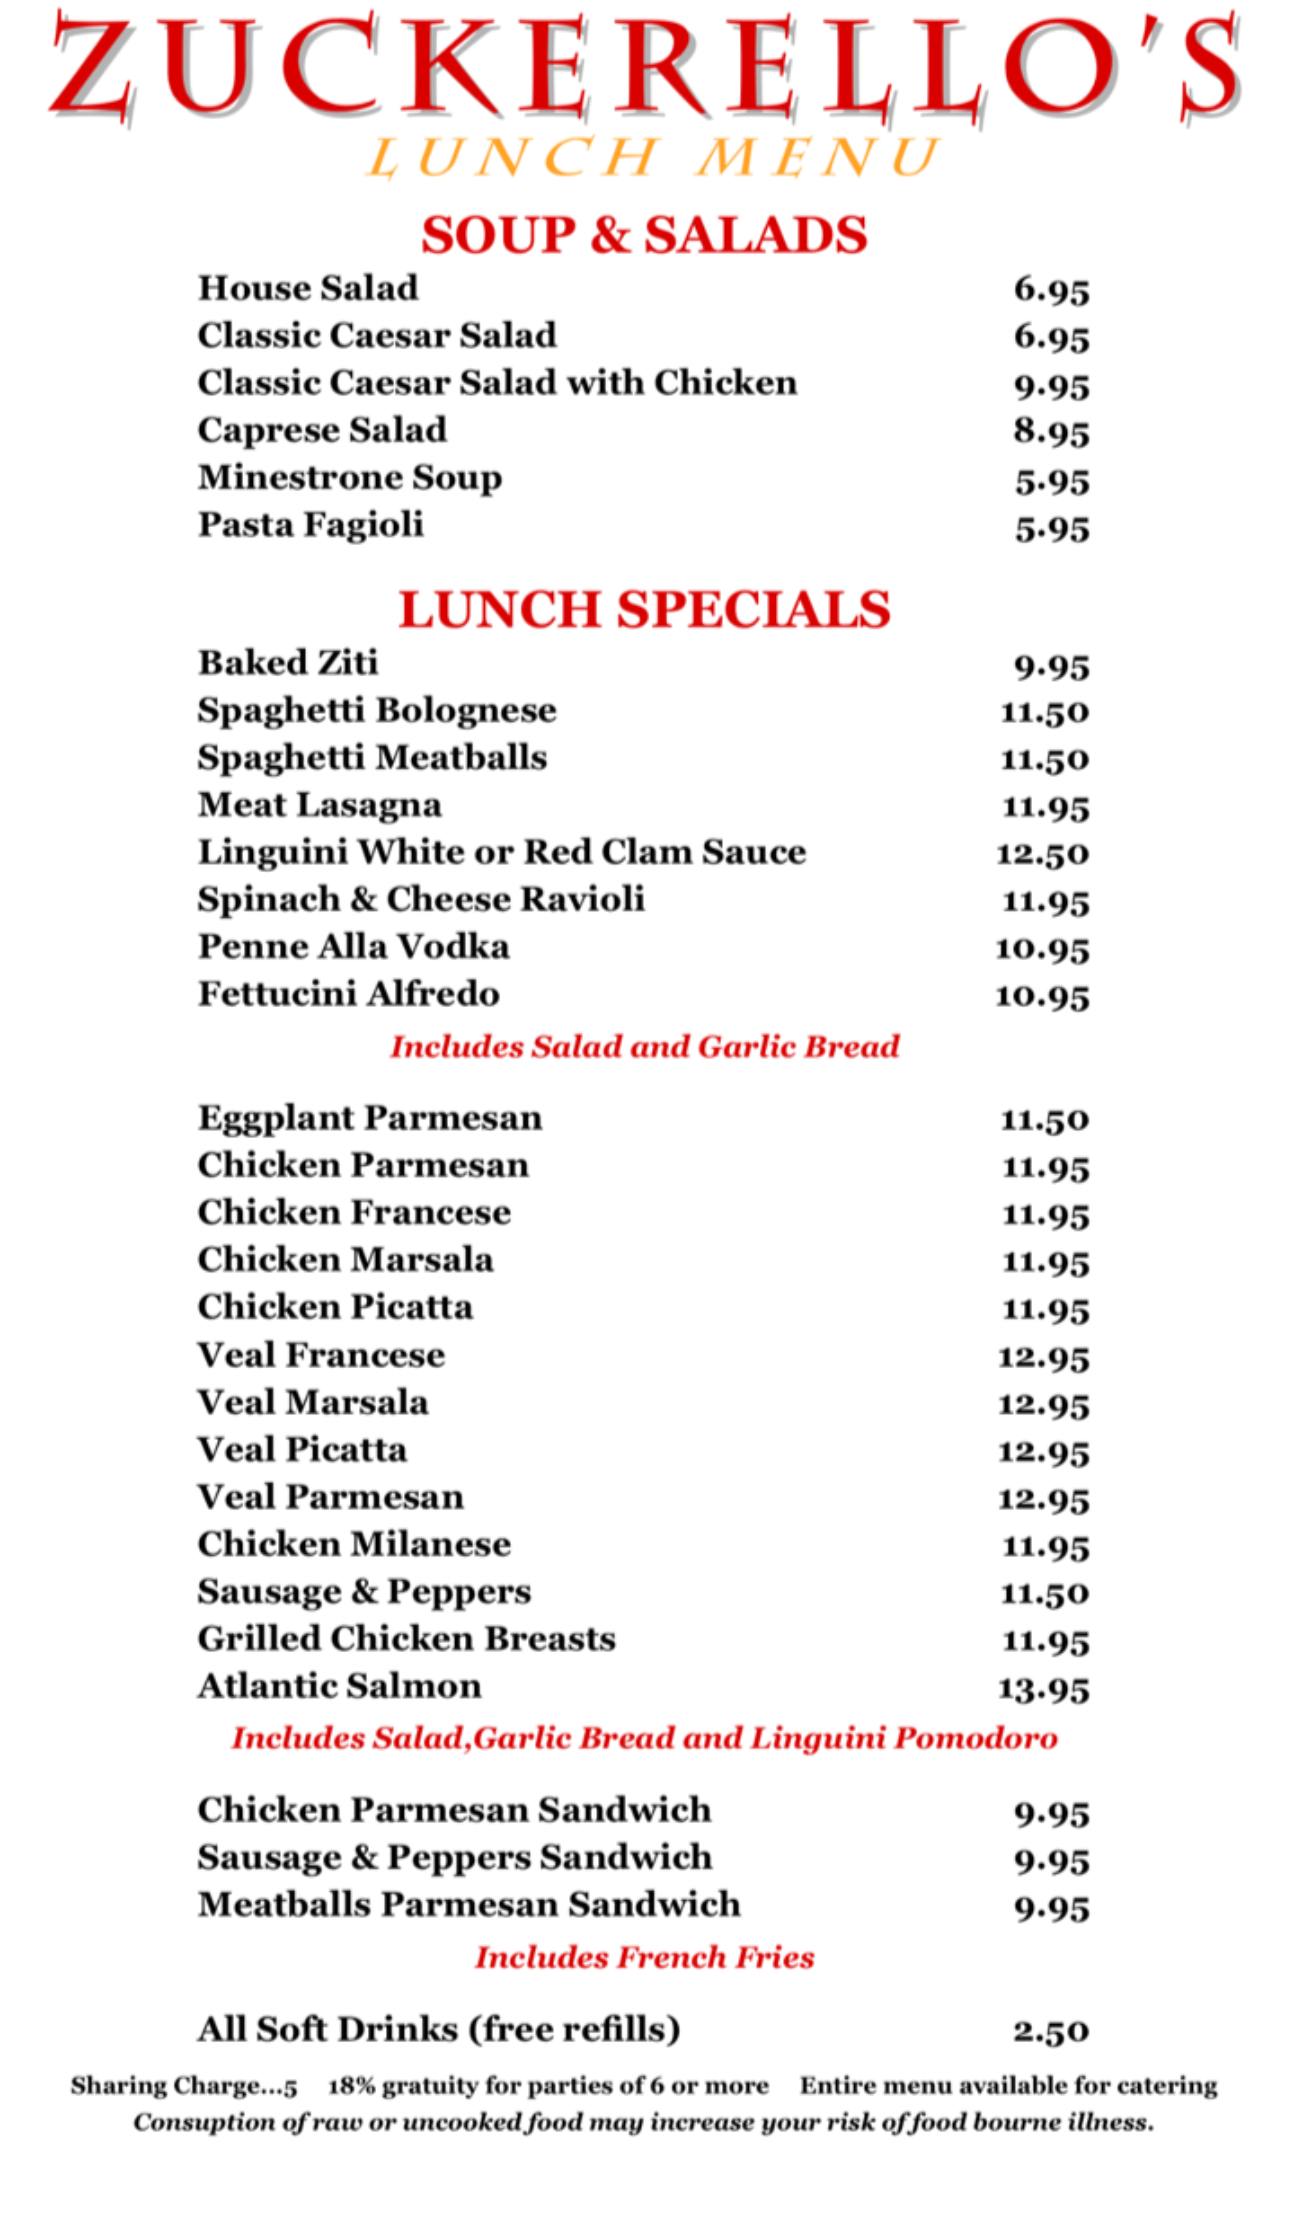 ZUCKERELLO'S
LUNCH MENU
SOUP & SALADS
House Salad 6.95
Classic Caesar Salad 6.95
Classic Caesar Salad with Chicken 9.95
Caprese Salad 8.95
Minestrone Soup 5.95
Pasta Fagioli 5.95
LUNCH SPECIALS
Baked Ziti 9.95
Spaghetti Bolognese 11.50
Spaghetti Meatballs 11.50
Meat Lasagna 11.95
Linguini White or Red Clam Sauce 12.50
Spinach & Cheese Ravioli 11.95
Penne Alla Vodka 10.95
Fettucini Alfredo 10.95
Includes Salad and Garlic Bread
Eggplant Parmesan 11.50
Chicken Parmesan 11.95
Chicken Francese 11.95
Chicken Marsala 11.95
Chicken Picatta 11.95
Veal Francese 12.95
Veal Marsala 12.95
Veal Picatta 12.95
Veal Parmesan 12.95
Chicken Milanese 11.95
Sausage & Peppers 11.50
Grilled Chicken Breasts 11.95
Atlantic Salmon 13.95
Includes Salad,Garlic Bread and Linguini Pomodoro
Chicken Parmesan Sandwich 9.95
Sausage & Peppers Sandwich 9.95
Meatballs Parmesan Sandwich 9.95
Includes French Fries
All Soft Drinks (free refills) 2.50
Sharing Charge...5 18% gratuity for parties of 6 or more Entire menu available for catering
Consuption of raw or uncooked food may increase your risk of food bourne illness.